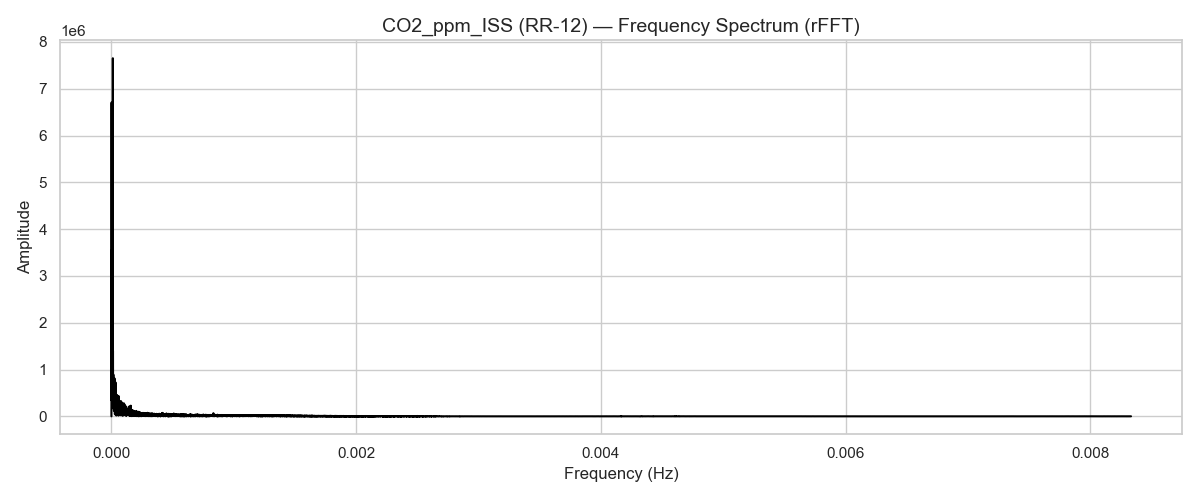 CO2_ppm_ISS (RR-12) — Frequency Spectrum (rFFT)
1e6
8
7
6
5
4
3
2
1
0
Amplitude
0.000 0.002 0.004 0.006 0.008
Frequency (Hz)